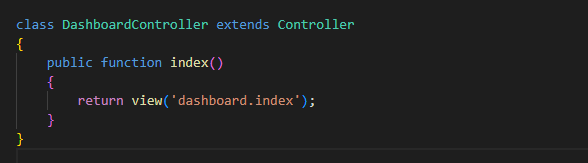 class DashboardController extends Controller
{
    public function index()
    {
        return view('dashboard.index');
    }
}